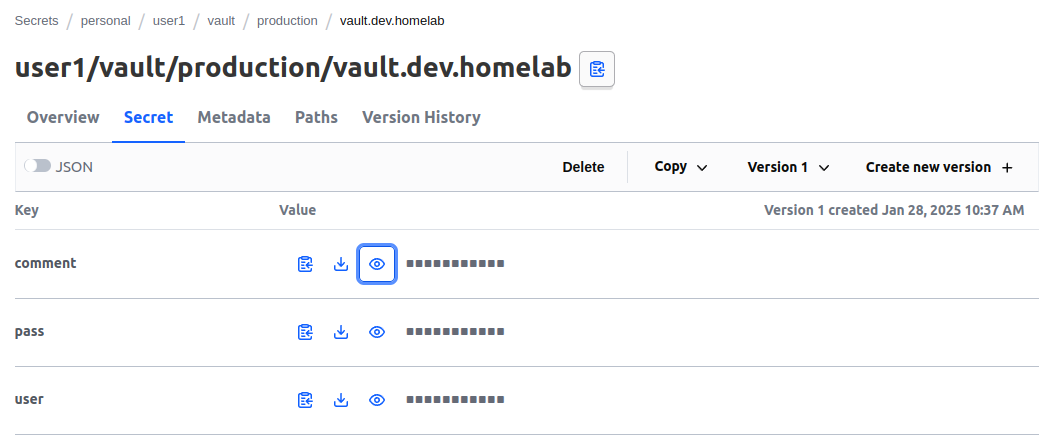 Secrets / personal / user1 / vault / production / vault.dev.homelab
user1/vault/production/vault.dev.homelab
Overview Secret Metadata Paths Version History
JSON Delete Copy Version 1 Create new version +
Key Value Version 1 created Jan 28, 2025 10:37 AM
comment ■■■■■■■■■■■
pass ■■■■■■■■■■■
user ■■■■■■■■■■■